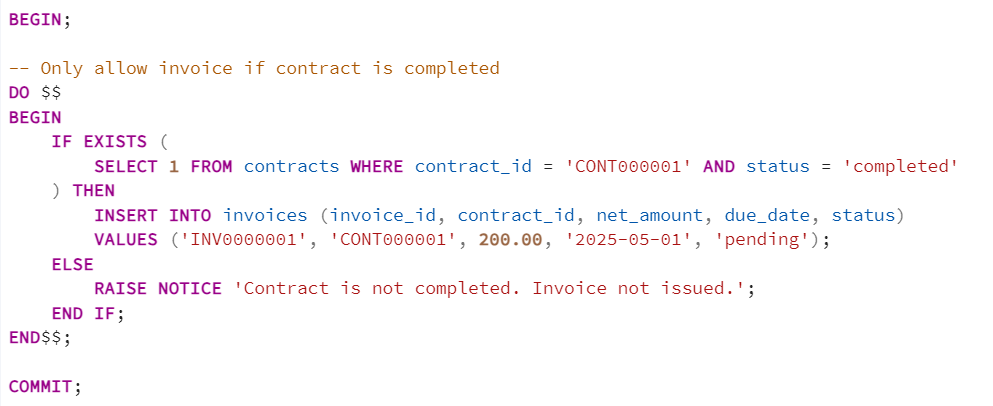 BEGIN;
-- Only allow invoice if contract is completed
DO $$
BEGIN
    IF EXISTS (
        SELECT 1 FROM contracts WHERE contract_id = 'CONT000001' AND status = 'completed'
    ) THEN
        INSERT INTO invoices (invoice_id, contract_id, net_amount, due_date, status)
        VALUES ('INV0000001', 'CONT000001', 200.00, '2025-05-01', 'pending');
    ELSE
        RAISE NOTICE 'Contract is not completed. Invoice not issued.';
    END IF;
END$$;
COMMIT;